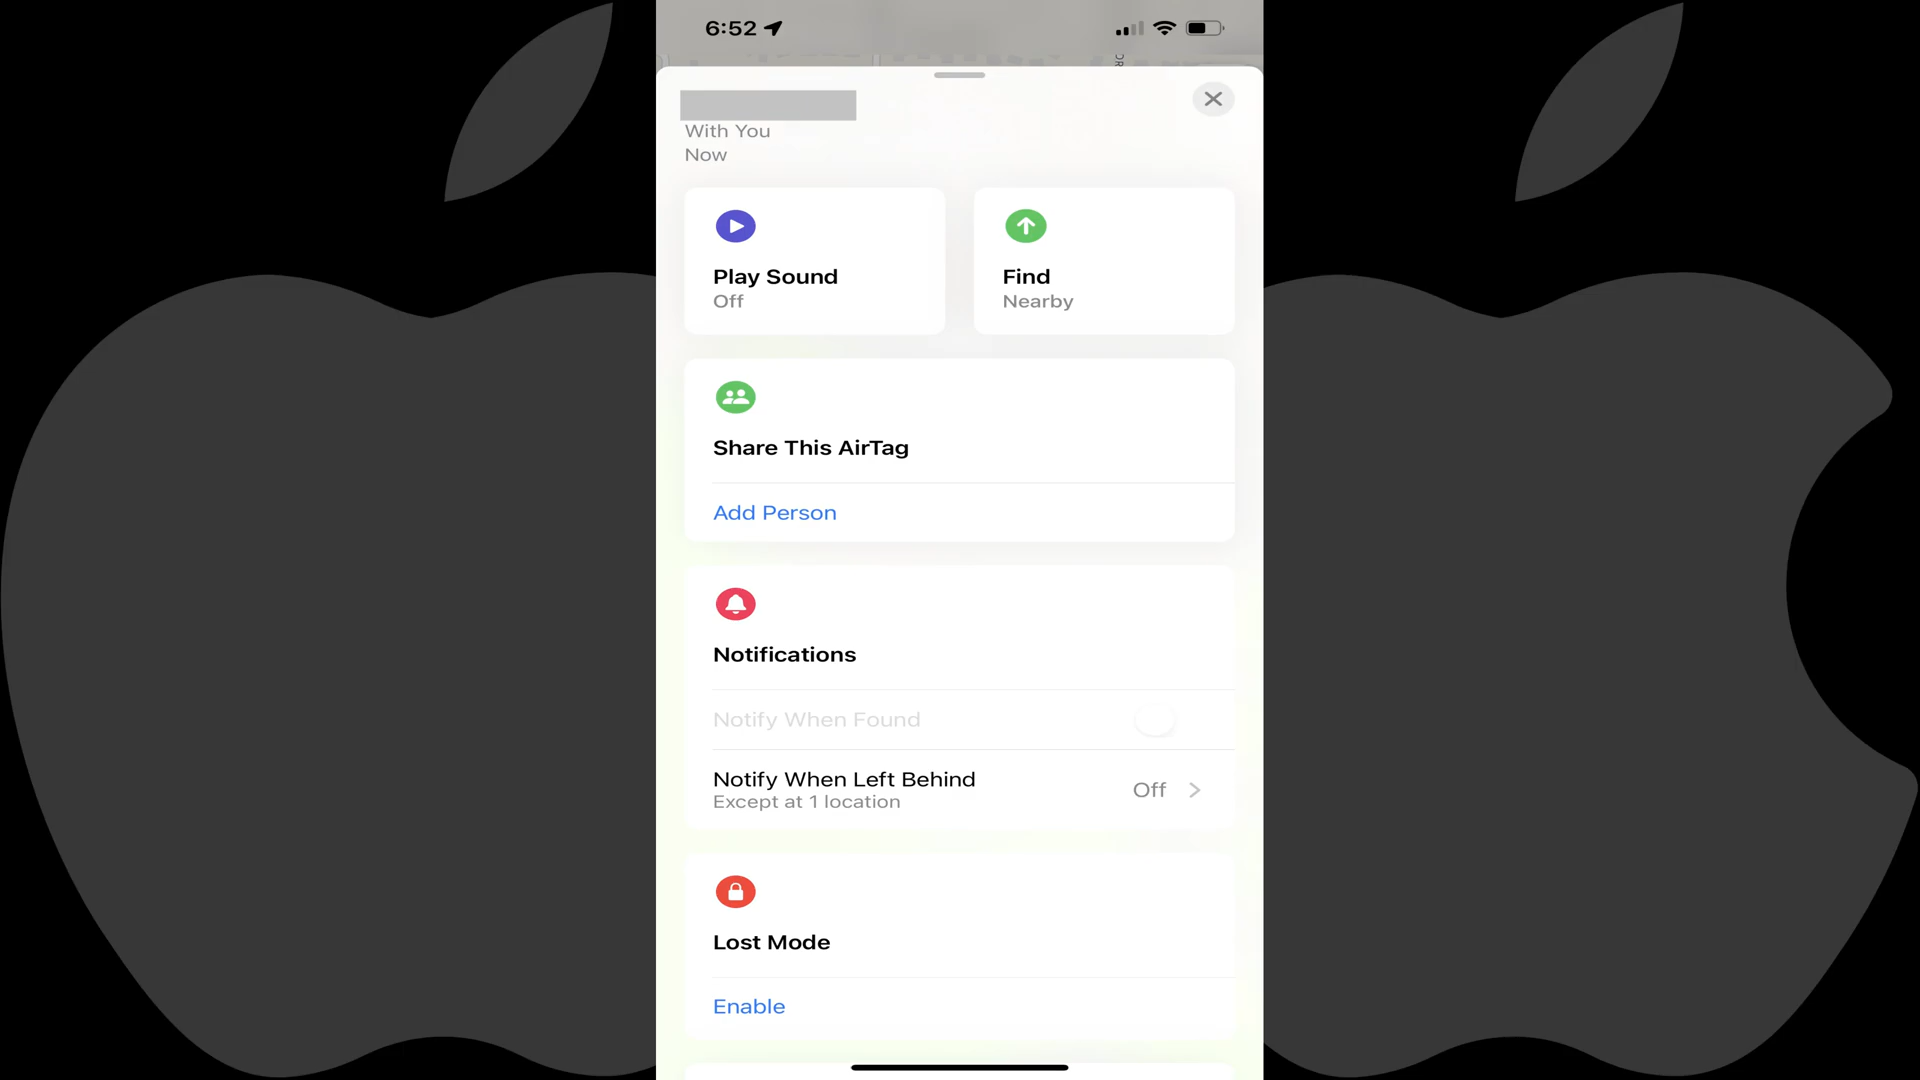 6:52
DR
With You
Now
Play Sound
Off
Find
Nearby
Share This AirTag
Add Person
Notifications
Notify When Found
Notify When Left Behind
Except at 1 location
Off
Lost Mode
Enable